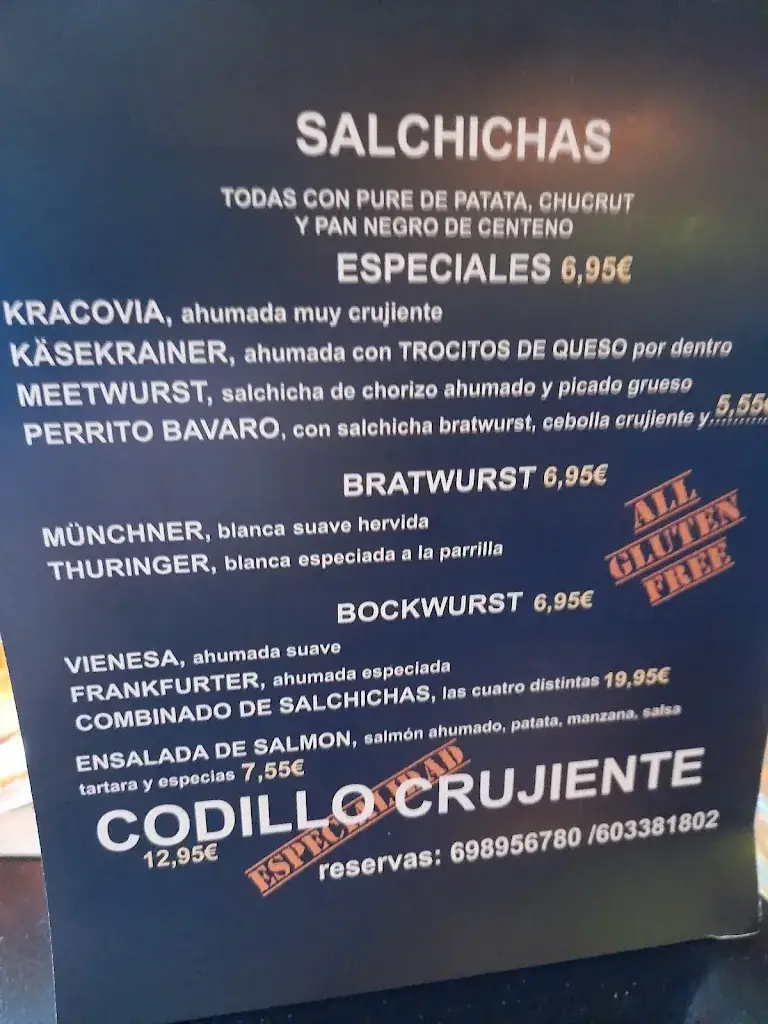 SALCHICHAS
TODAS CON PURE DE PATATA, CHUCRUT
Y PAN NEGRO DE CENTENO
ESPECIALES 6,95€
KRACOVIA, ahumada muy crujiente
KÄSEKRAINER, ahumada con TROCITOS DE QUESO por dentro
MEETWURST, salchicha de chorizo ahumado y picado grueso
PERRITO BAVARO, con salchicha bratwurst, cebolla crujiente y.......... 5,55€
BRATWURST 6,95€
MÜNCHNER, blanca suave hervida
THURINGER, blanca especiada a la parrilla
ALL
GLUTEN
FREE
BOCKWURST 6,95€
VIENESA, ahumada suave
FRANKFURTER, ahumada especiada
COMBINADO DE SALCHICHAS, las cuatro distintas 19,95€
ENSALADA DE SALMON, salmón ahumado, patata, manzana, salsa
tartara y especias 7,55€
CODILLO CRUJIENTE
12,95€
ESPECIALIDAD
reservas: 698956780 /603381802